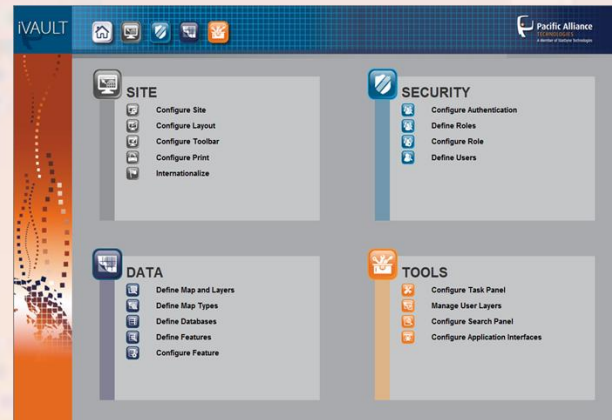 iVAULT
Pacific Alliance
TECHNOLOGIES
SITE
Configure Site
Configure Layout
Configure Toolbar
Configure Print
Internationalize
SECURITY
Configure Authentication
Define Roles
Configure Role
Define Users
DATA
Define Map and Layers
Define Map Types
Define Databases
Define Features
Configure Feature
TOOLS
Configure Task Panel
Manage User Layers
Configure Search Panel
Configure Application Interfaces